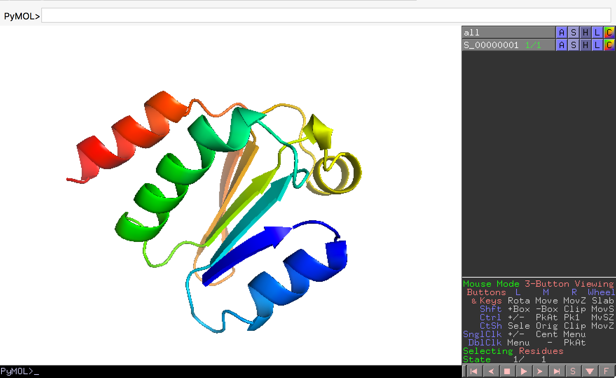 PyMOL>
all A S H L C
S_00000001 1/1 A S H L C
Mouse Mode 3-Button Viewing
Buttons L M R Wheel
& Keys Rota Move MovZ Slab
Shft +Box -Box Clip MovS
Ctrl +/- PkAt Pk1 MvSZ
CtSh Sele Orig Clip MovZ
SnglClk +/- Cent Menu
DblClk Menu - PkAt
Selecting Residues
State 1/ 1
PyMOL>_
S F